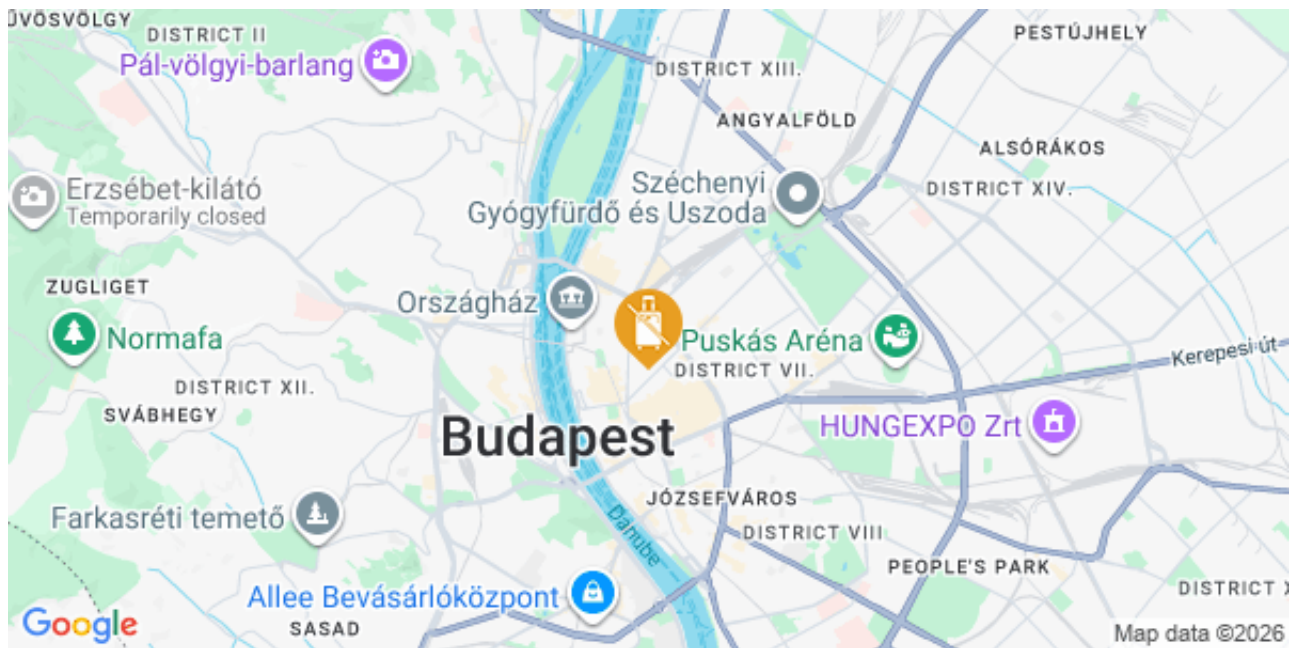 ÜVÖSVÖLGY
DISTRICT II
Pál-völgyi-barlang
PESTÚJHELY
DISTRICT XIII.
ANGYALFÖLD
ALSÓRÁKOS
Erzsébet-kilátó
Temporarily closed
Széchenyi
Gyógyfürdő és Uszoda
DISTRICT XIV.
ZUGLIGET
Országház
Normafa
Puskás Aréna
DISTRICT VII.
Kerepesi út
DISTRICT XII.
SVÁBHEGY
Budapest
HUNGEXPO Zrt
JÓZSEFVÁROS
Farkasréti temető
Danube
DISTRICT VIII
PEOPLE'S PARK
Allee Bevásárlóközpont
DISTRICT X
Google
SASAD
Map data ©2026